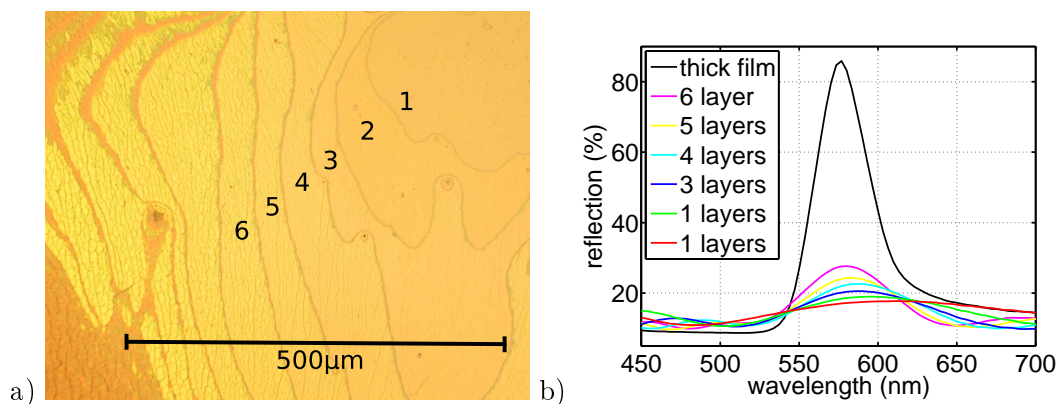 a)
1
2
3
4
5
6
500µm
b)
reflection (%)
80
60
40
20
thick film
6 layer
5 layers
4 layers
3 layers
1 layers
1 layers
450 500 550 600 650 700
wavelength (nm)